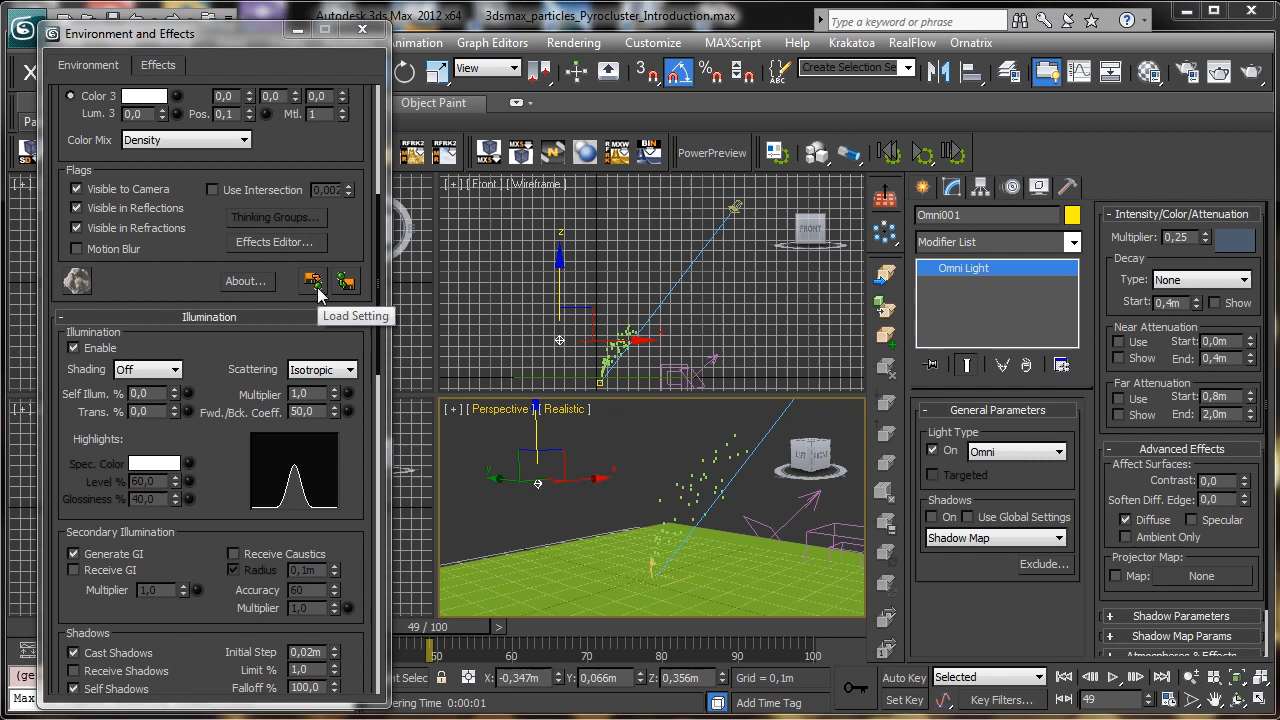 Autodesk 3ds Max 2012 x64
3dsmax_particles_Pyrocluster_Introduction.max
Type a keyword or phrase
Environment and Effects
Animation
Graph Editors
Rendering
Customize
MAXScript
Help
Krakatoa
RealFlow
Ornatrix
Environment
Effects
View
Create Selection Se
Color 3
0,0
0,0
0,0
Lum. 3
0,0
Pos.
0,1
Mtl.
1
Object Paint
Color Mix
Density
RFRK2
RFRK2
MXS
MXS
MXW
BIN
PowerPreview
Flags
Visible to Camera
Use Intersection
0,002
Visible in Reflections
Thinking Groups...
Visible in Refractions
Effects Editor...
Motion Blur
About...
Load Setting
[ + ] [ Front ] [ Wireframe ]
FRONT
z
x
Omni001
Modifier List
Omni Light
Intensity/Color/Attenuation
Multiplier:
0,25
Decay
Type:
None
Start:
0,4m
Show
Near Attenuation
Use
Start:
0,0m
Show
End:
0,4m
Far Attenuation
Use
Start:
0,8m
Show
End:
2,0m
Illumination
Illumination
Enable
Shading
Off
Scattering
Isotropic
Self Illum. %
0,0
Multiplier
1,0
Trans. %
0,0
Fwd./Bck. Coeff.
50,0
Highlights:
Spec. Color
Level %
60,0
Glossiness %
40,0
[ + ] [ Perspective ] [ Realistic ]
General Parameters
Light Type
On
Omni
Targeted
Shadows
On
Use Global Settings
Shadow Map
Exclude...
Advanced Effects
Affect Surfaces:
Contrast:
0,0
Soften Diff. Edge:
0,0
Diffuse
Specular
Ambient Only
Projector Map:
Map:
None
Shadow Parameters
Shadow Map Params
Secondary Illumination
Generate GI
Receive Caustics
Receive GI
Radius
0,1m
Multiplier
1,0
Accuracy
60
Multiplier
1,0
Shadows
Cast Shadows
Initial Step
0,02m
Receive Shadows
Limit %
1,0
Self Shadows
Falloff %
100,0
49 / 100
50
60
70
80
90
100
X:
-0,347m
Y:
0,066m
Z:
0,356m
Grid = 0,1m
Auto Key
Selected
Rendering Time 0:00:01
Add Time Tag
Set Key
Key Filters...
49